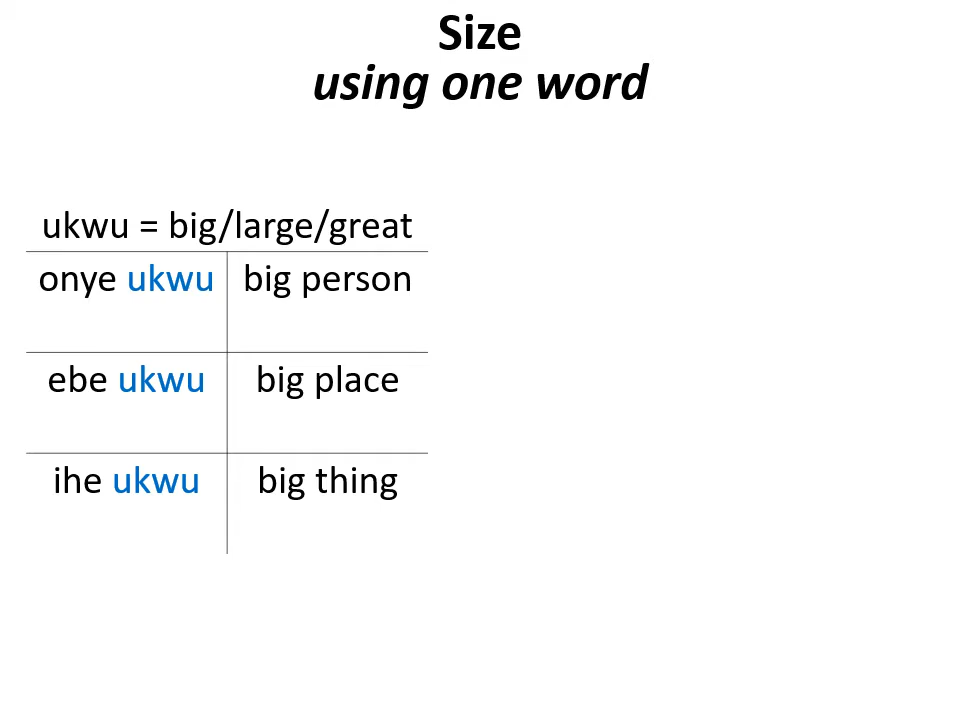 Size
using one word
ukwu = big/large/great
onye ukwu big person
ebe ukwu big place
ihe ukwu big thing